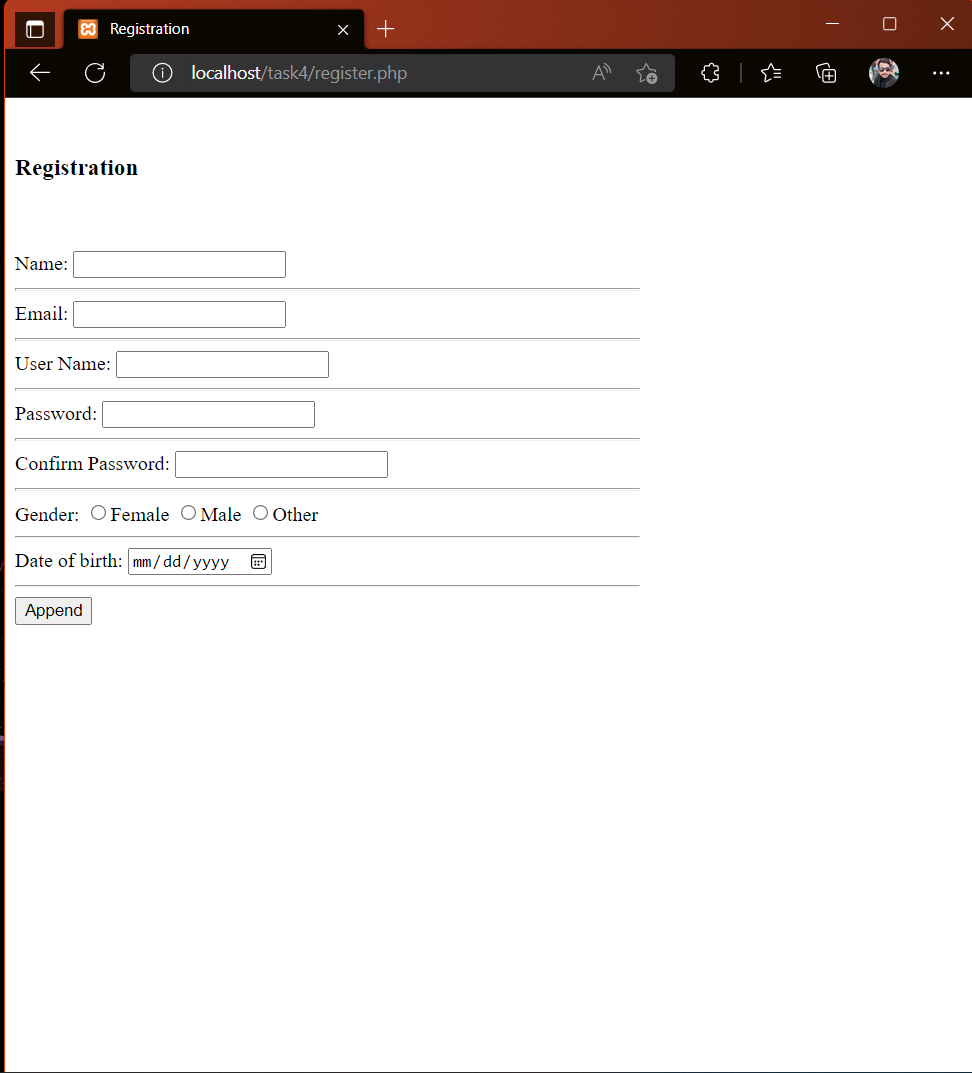 Registration
localhost/task4/register.php
Registration
Name:
Email:
User Name:
Password:
Confirm Password:
Gender: Female Male Other
Date of birth: mm/dd/yyyy
Append